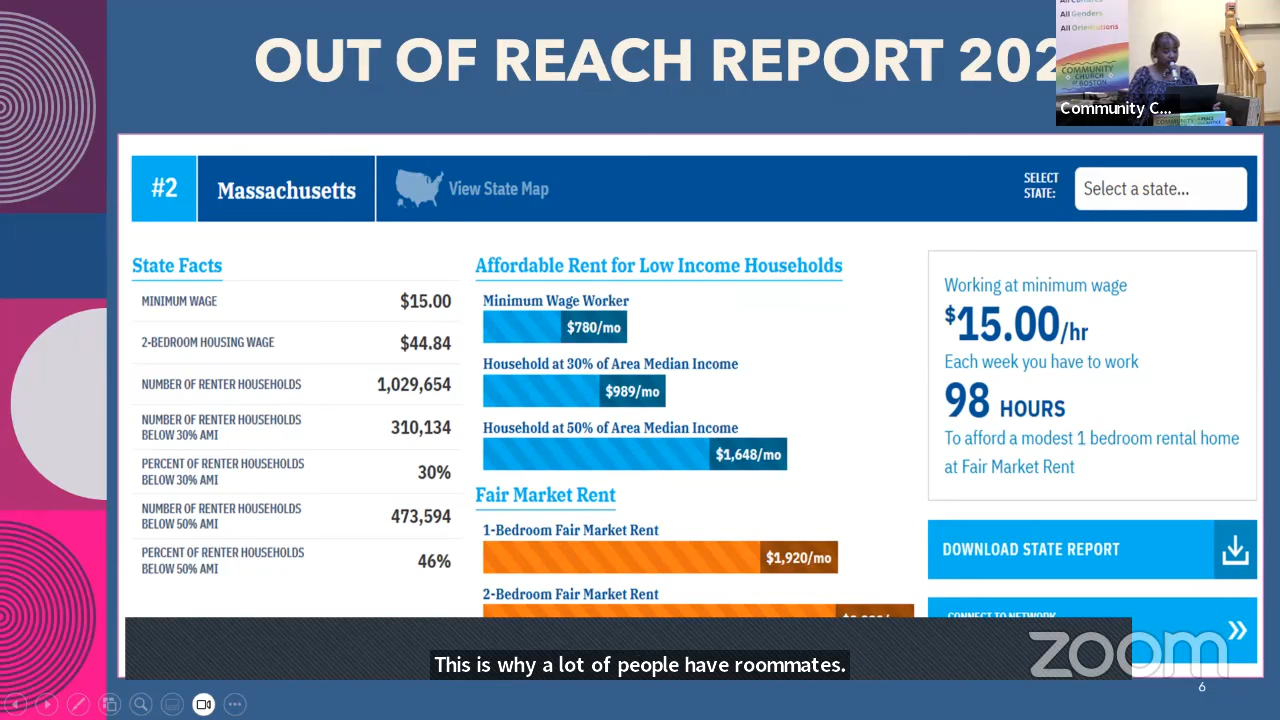 OUT OF REACH REPORT 202
All Genders
All Orientations
COMMUNITY
CHURCH
OF BOSTON
Community C...
#2
Massachusetts
View State Map
SELECT
STATE:
Select a state...
State Facts
MINIMUM WAGE
$15.00
2-BEDROOM HOUSING WAGE
$44.84
NUMBER OF RENTER HOUSEHOLDS
1,029,654
NUMBER OF RENTER HOUSEHOLDS
BELOW 30% AMI
310,134
PERCENT OF RENTER HOUSEHOLDS
BELOW 30% AMI
30%
NUMBER OF RENTER HOUSEHOLDS
BELOW 50% AMI
473,594
PERCENT OF RENTER HOUSEHOLDS
BELOW 50% AMI
46%
Affordable Rent for Low Income Households
Minimum Wage Worker
$780/mo
Household at 30% of Area Median Income
$989/mo
Household at 50% of Area Median Income
$1,648/mo
Fair Market Rent
1-Bedroom Fair Market Rent
$1,920/mo
2-Bedroom Fair Market Rent
Working at minimum wage
$15.00/hr
Each week you have to work
98 HOURS
To afford a modest 1 bedroom rental home
at Fair Market Rent
DOWNLOAD STATE REPORT
CONNECT TO NETWORK
This is why a lot of people have roommates.
zoom
6